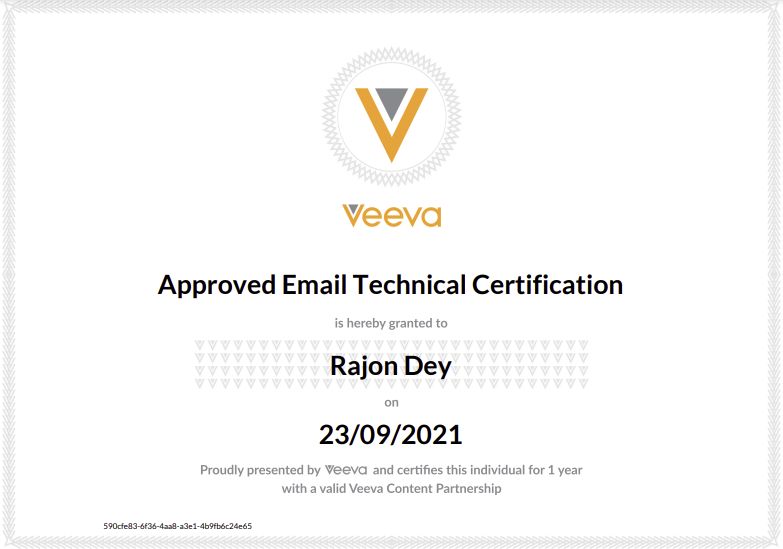 Veeva
Approved Email Technical Certification
is hereby granted to
Rajon Dey
on
23/09/2021
Proudly presented by Veeva and certifies this individual for 1 year
with a valid Veeva Content Partnership
590cfe83-6f36-4aa8-a3e1-4b9fb6c24e65